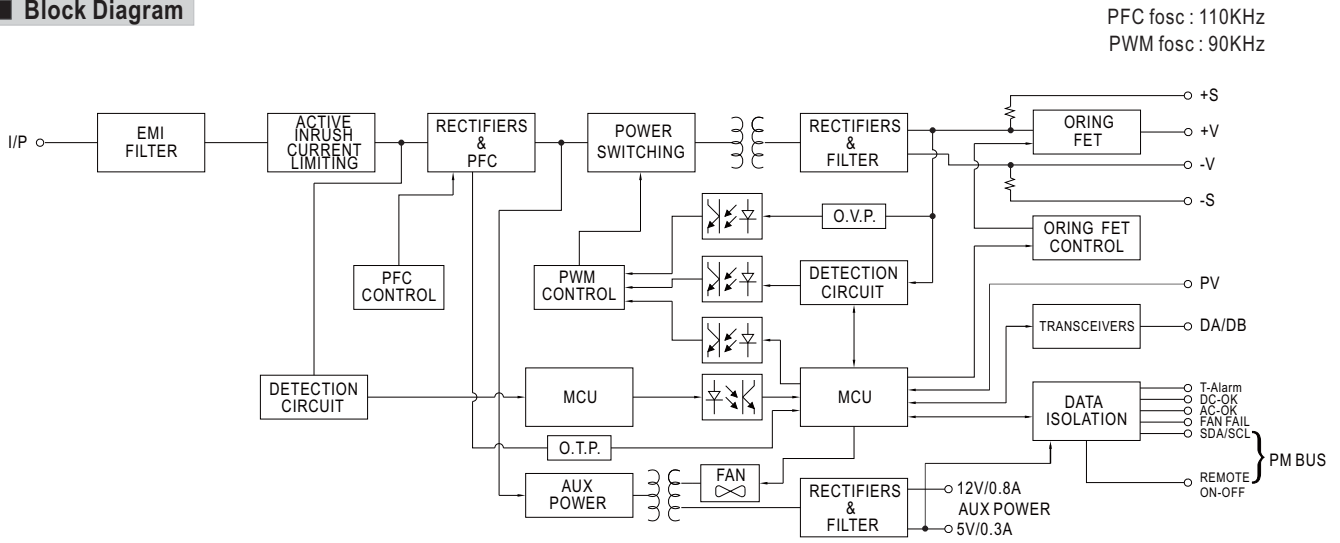 ■ Block Diagram
PFC fosc : 110KHz
PWM fosc : 90KHz
I/P
EMI
FILTER
ACTIVE
INRUSH
CURRENT
LIMITING
RECTIFIERS
&
PFC
POWER
SWITCHING
RECTIFIERS
&
FILTER
ORING
FET
+S
+V
-V
-S
O.V.P.
ORING FET
CONTROL
PFC
CONTROL
PWM
CONTROL
DETECTION
CIRCUIT
PV
TRANSCEIVERS
DA/DB
DETECTION
CIRCUIT
MCU
MCU
DATA
ISOLATION
T-Alarm
DC-OK
AC-OK
FAN FAIL
SDA/SCL
REMOTE
ON-OFF
PM BUS
O.T.P.
AUX
POWER
FAN
RECTIFIERS
&
FILTER
12V/0.8A
AUX POWER
5V/0.3A